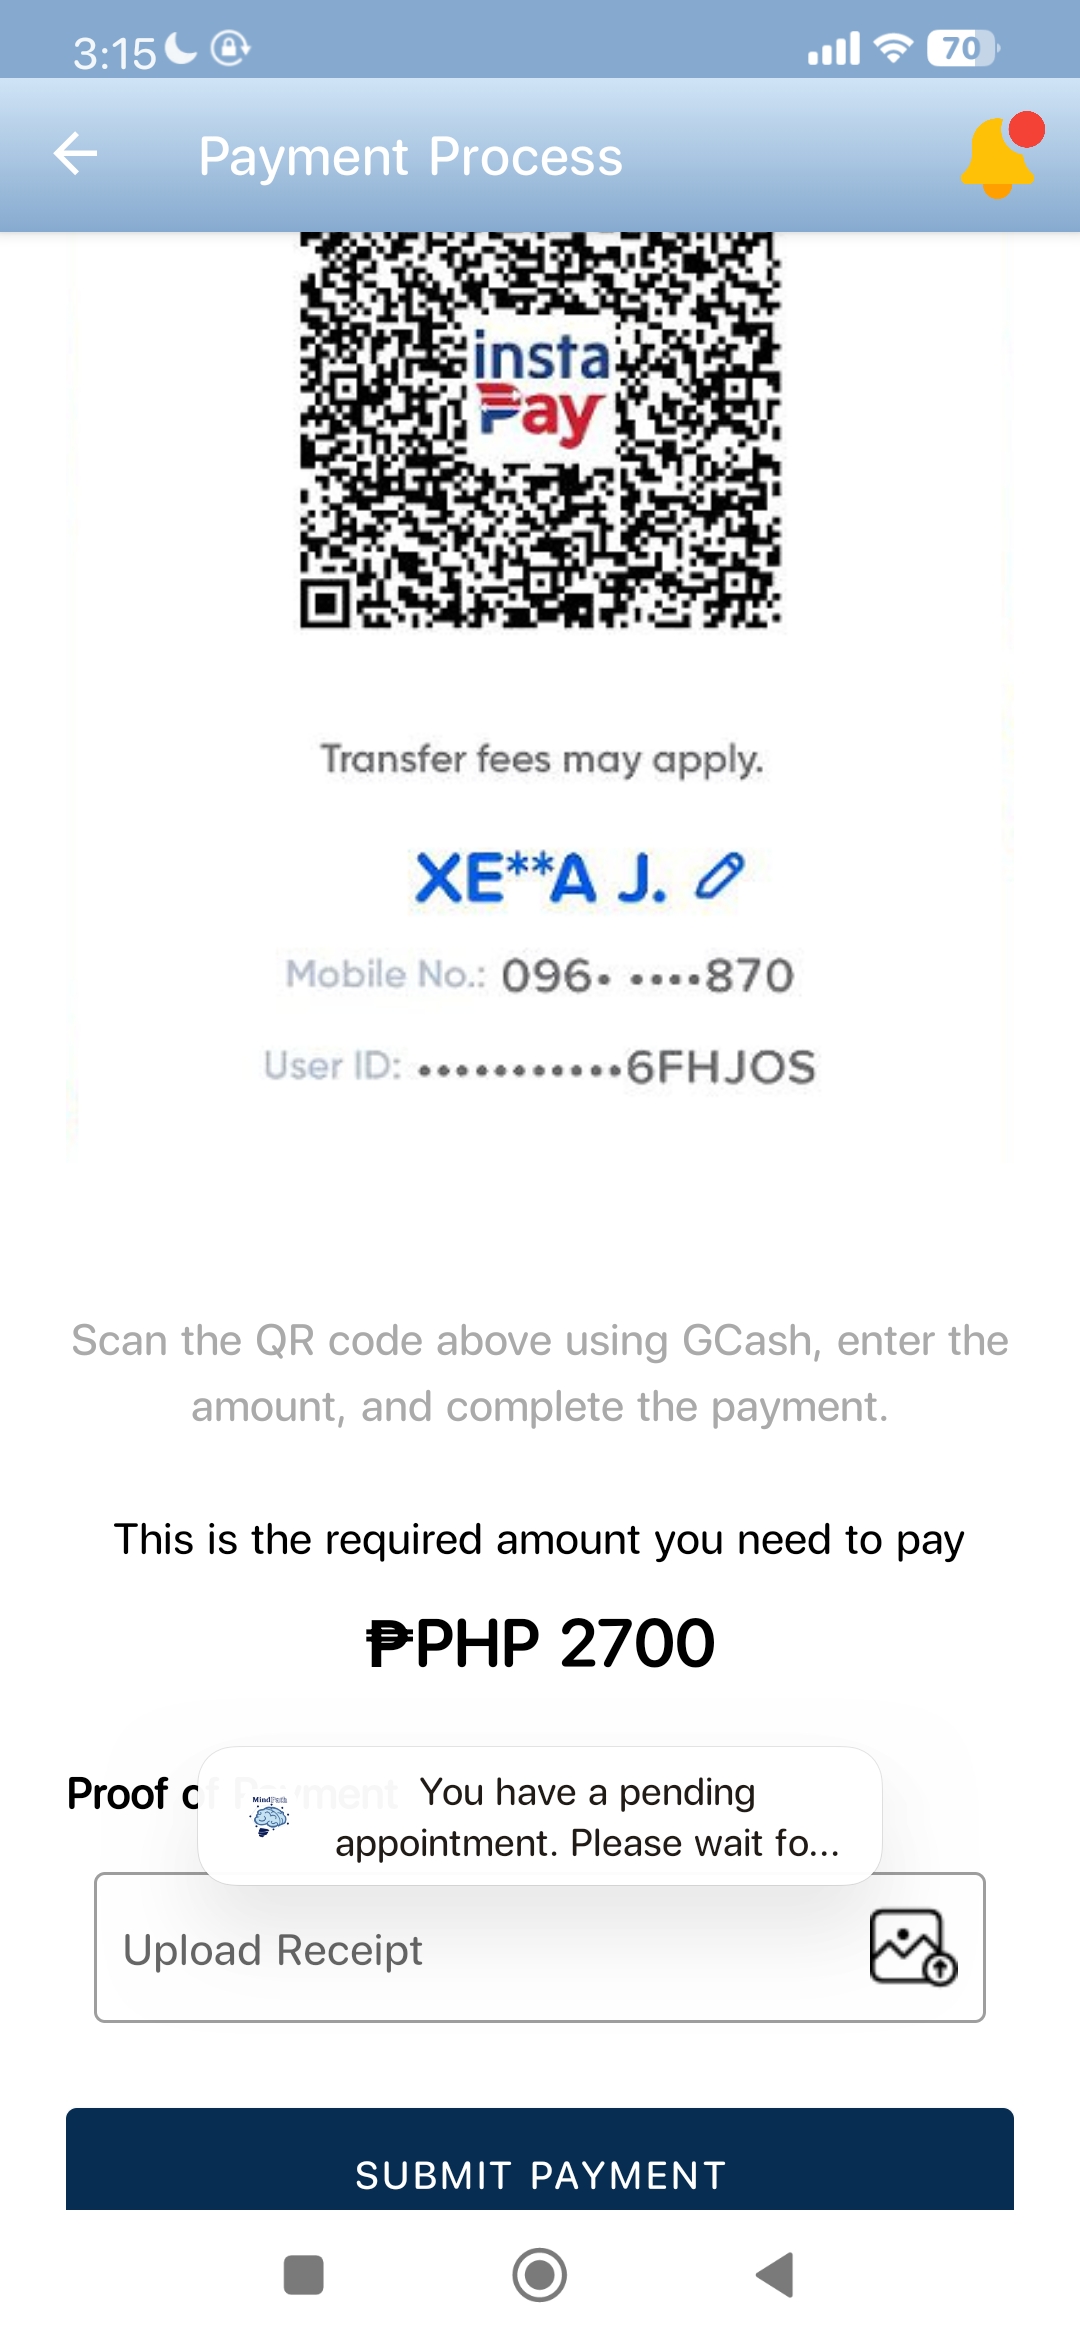 3:15
70
Payment Process
insta
Pay
Transfer fees may apply.
XE**A J.
Mobile No.: 096• ••••870
User ID: •••••••••••6FHJOS
Scan the QR code above using GCash, enter the
amount, and complete the payment.
This is the required amount you need to pay
₱PHP 2700
Proof of Payment
MindPath
You have a pending
appointment. Please wait fo...
Upload Receipt
SUBMIT PAYMENT